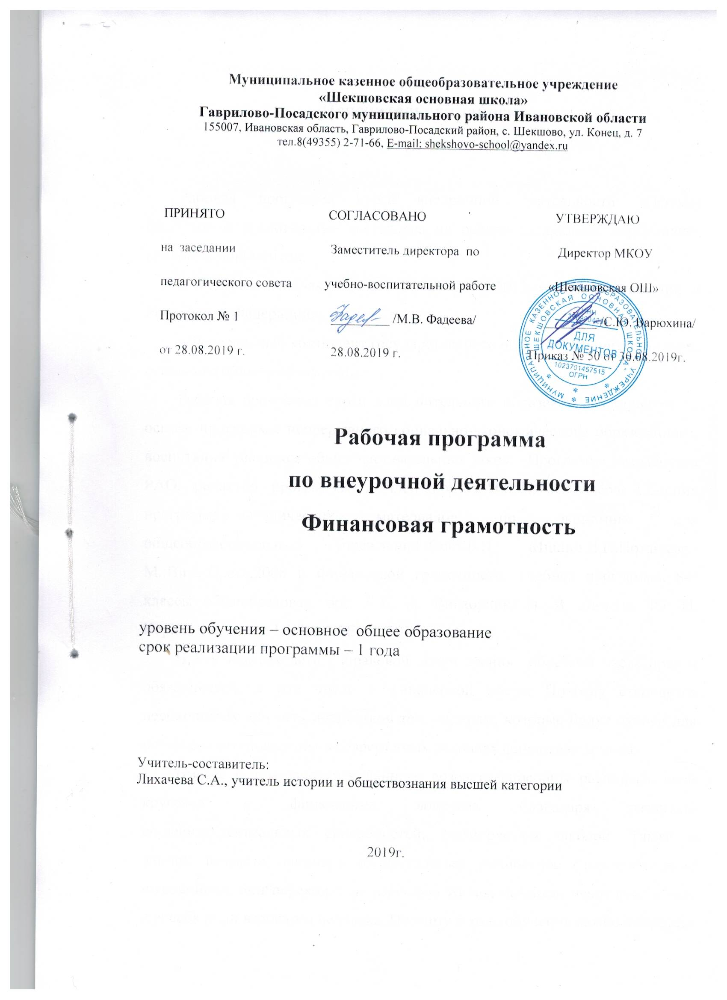 Муниципальное казенное общеобразовательное учреждение
«Шекшовская основная школа»
Гаврилово-Посадского муниципального района Ивановской области
155007, Ивановская область, Гаврилово-Посадский район, с. Шекшово, ул. Конец, д. 7
тел.8(49355) 2-71-66, E-mail: shekshovo-school@yandex.ru
ПРИНЯТО
на заседании
педагогического совета
Протокол № 1
от 28.08.2019 г.
СОГЛАСОВАНО
Заместитель директора по
учебно-воспитательной работе
/М.В. Фадеева/
28.08.2019 г.
УТВЕРЖДАЮ
Директор МКОУ
«Шекшовская ОШ»
/С.Ю. Варюхина/
Приказ № 50 от 30.08.2019г.
МУНИЦИПАЛЬНОЕ КАЗЕННОЕ ОБЩЕОБРАЗОВАТЕЛЬНОЕ УЧРЕЖДЕНИЕ
"ШЕКШОВСКАЯ ОСНОВНАЯ ШКОЛА"
ДЛЯ
ДОКУМЕНТОВ
1023701457515
ОГРН
Рабочая программа
по внеурочной деятельности
Финансовая грамотность
уровень обучения – основное общее образование
срок реализации программы – 1 года
Учитель-составитель:
Лихачева С.А., учитель истории и обществознания высшей категории
2019г.